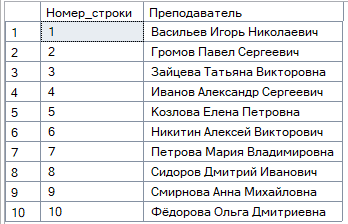 Номер_строки Преподаватель
1 1 Васильев Игорь Николаевич
2 2 Громов Павел Сергеевич
3 3 Зайцева Татьяна Викторовна
4 4 Иванов Александр Сергеевич
5 5 Козлова Елена Петровна
6 6 Никитин Алексей Викторович
7 7 Петрова Мария Владимировна
8 8 Сидоров Дмитрий Иванович
9 9 Смирнова Анна Михайловна
10 10 Фёдорова Ольга Дмитриевна